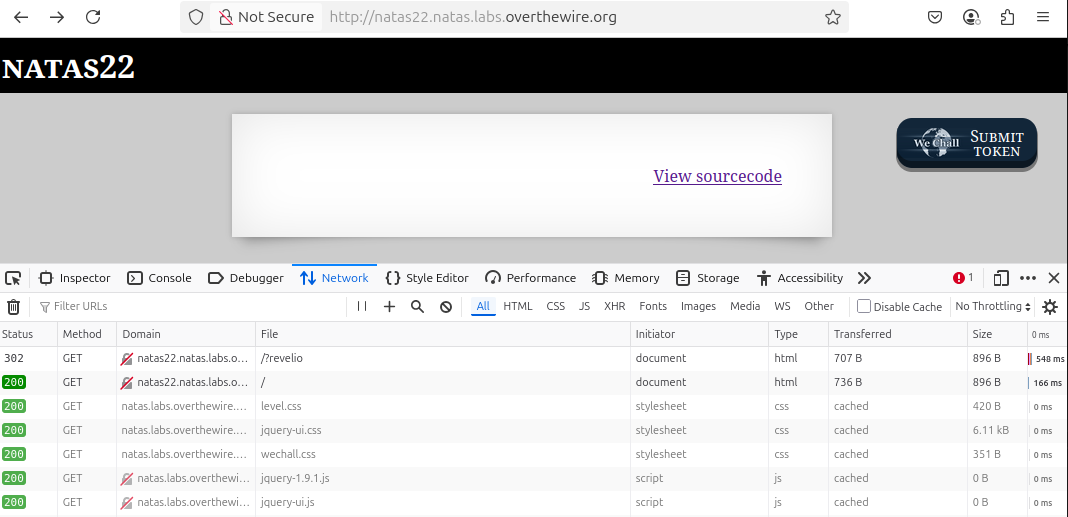 Not Secure http://natas22.natas.labs.overthewire.org
NATAS22
We Chall SUBMIT TOKEN
View sourcecode
Inspector Console Debugger Network Style Editor Performance Memory Storage Accessibility 1
Filter URLs All HTML CSS JS XHR Fonts Images Media WS Other Disable Cache No Throttling
Status Method Domain File Initiator Type Transferred Size 0 ms
302 GET natas22.natas.labs.o... /?revelio document html 707 B 896 B 548 ms
200 GET natas22.natas.labs.o... / document html 736 B 896 B 166 ms
200 GET natas.labs.overthewire.... level.css stylesheet css cached 420 B 0 ms
200 GET natas.labs.overthewire.... jquery-ui.css stylesheet css cached 6.11 kB 0 ms
200 GET natas.labs.overthewire.... wechall.css stylesheet css cached 351 B 0 ms
200 GET natas.labs.overthewi... jquery-1.9.1.js script js cached 0 B 0 ms
200 GET natas.labs.overthewi... jquery-ui.js script js cached 0 B 0 ms